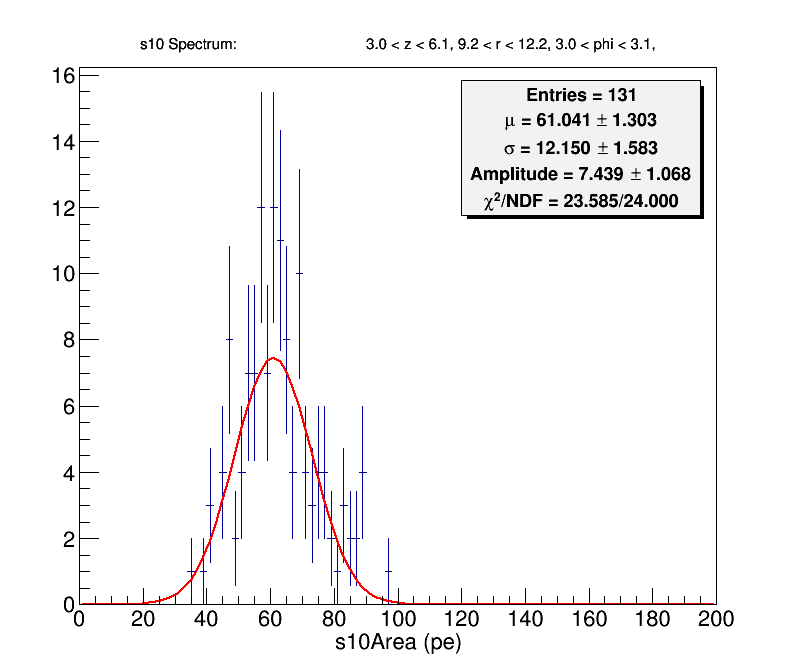 s10 Spectrum: 3.0 < z < 6.1, 9.2 < r < 12.2, 3.0 < phi < 3.1,
Entries = 131
μ = 61.041 ± 1.303
σ = 12.150 ± 1.583
Amplitude = 7.439 ± 1.068
χ²/NDF = 23.585/24.000
16
14
12
10
8
6
4
2
0
0 20 40 60 80 100 120 140 160 180 200
s10Area (pe)